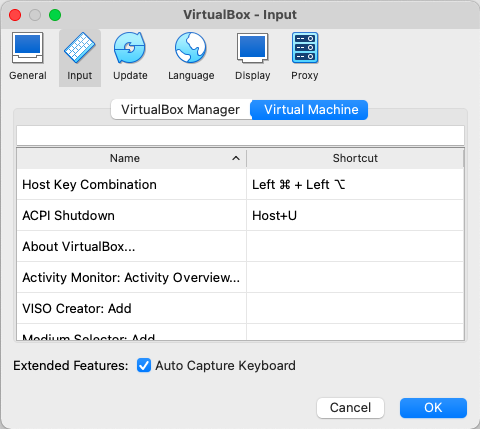 VirtualBox - Input
General Input Update Language Display Proxy
VirtualBox Manager Virtual Machine
Name Shortcut
Host Key Combination Left ⌘ + Left ⌥
ACPI Shutdown Host+U
About VirtualBox...
Activity Monitor: Activity Overview...
VISO Creator: Add
Medium Selector: Add
Extended Features: Auto Capture Keyboard
Cancel OK